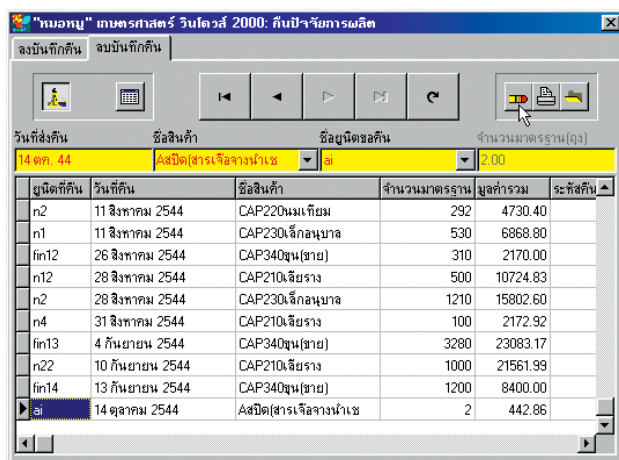 "หมอหมู" เกษตรศาสตร์ วินโดวส์ 2000: คืนปัจจัยการผลิต
ลงบันทึกคืน ลบบันทึกคืน
วันที่ส่งคืน ชื่อสินค้า ชื่อยูนิตขอคืน จำนวนมาตรฐาน(ถุง)
14 ตค. 44 Aสปิด(สารเจือจางนำเช ai 2.00
ยูนิตที่คืน วันที่คืน ชื่อสินค้า จำนวนมาตรฐาน มูลค่ารวม ระหัสคืน
n2 11 สิงหาคม 2544 CAP220นมเทียม 292 4730.40
n1 11 สิงหาคม 2544 CAP230เล็กอนุบาล 530 6868.80
fin12 26 สิงหาคม 2544 CAP340ขุน(ขาย) 310 2170.00
n12 28 สิงหาคม 2544 CAP210เลียราง 500 10724.83
n2 28 สิงหาคม 2544 CAP230เล็กอนุบาล 1210 15802.60
n4 31 สิงหาคม 2544 CAP210เลียราง 100 2172.92
fin13 4 กันยายน 2544 CAP340ขุน(ขาย) 3280 23083.17
n22 10 กันยายน 2544 CAP210เลียราง 1000 21561.99
fin14 13 กันยายน 2544 CAP340ขุน(ขาย) 1200 8400.00
ai 14 ตุลาคม 2544 Aสปิด(สารเจือจางนำเช 2 442.86